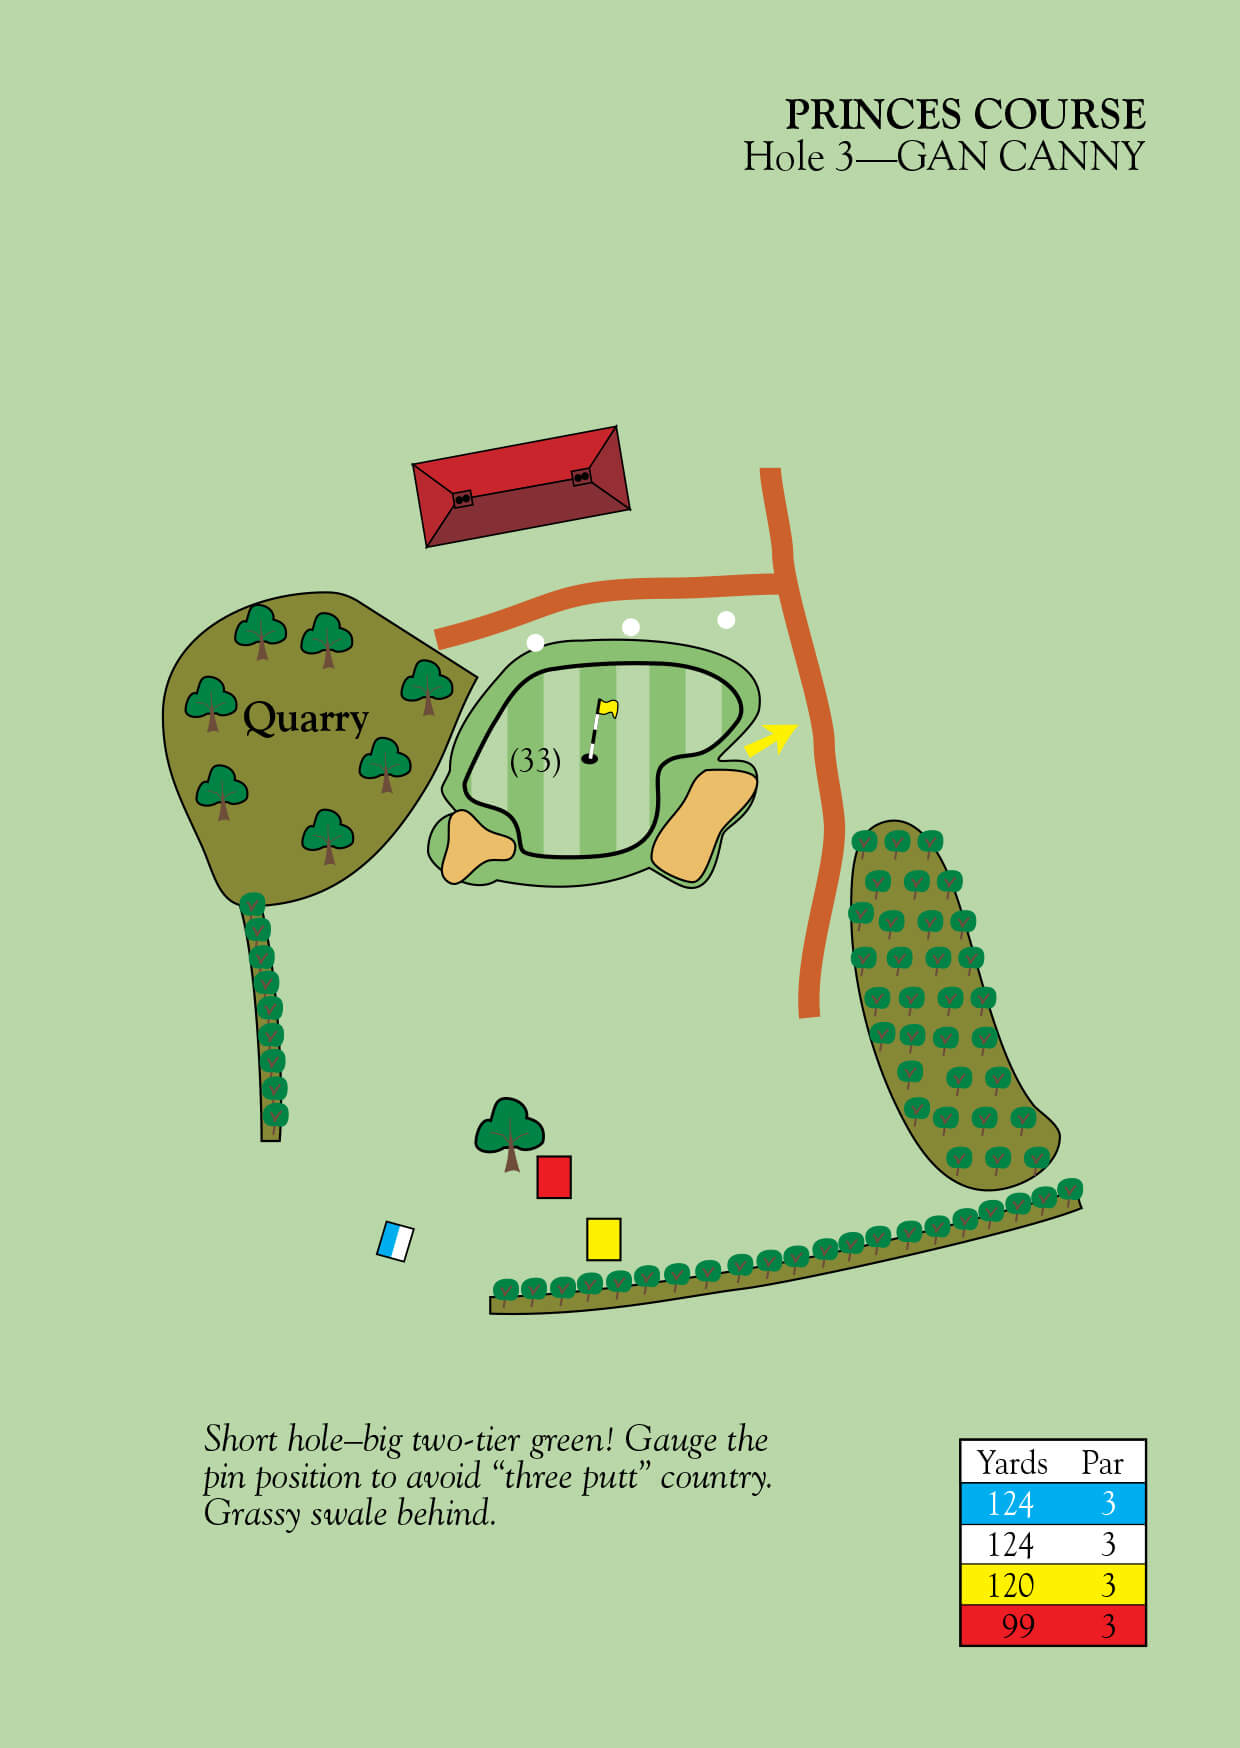 PRINCES COURSE
Hole 3—GAN CANNY
Quarry
(33)
Short hole–big two-tier green! Gauge the
pin position to avoid “three putt” country.
Grassy swale behind.
Yards Par
124 3
124 3
120 3
99 3